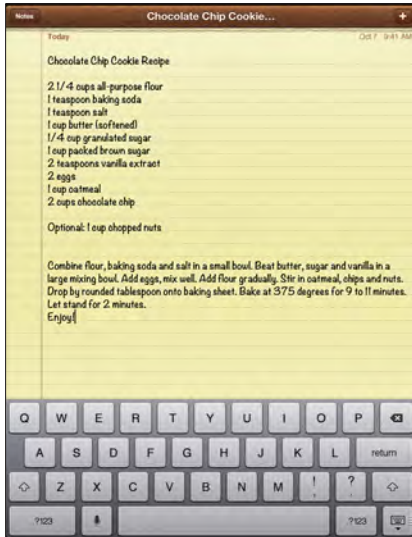 Notes
Chocolate Chip Cookie...
+
Today
Oct 7 9:41 AM
Chocolate Chip Cookie Recipe
2 1/4 cups all-purpose flour
1 teaspoon baking soda
1 teaspoon salt
1 cup butter (softened)
1/4 cup granulated sugar
1 cup packed brown sugar
2 teaspoons vanilla extract
2 eggs
1 cup oatmeal
2 cups chocolate chip
Optional: 1 cup chopped nuts
Combine flour, baking soda and salt in a small bowl. Beat butter, sugar and vanilla in a
large mixing bowl. Add eggs, mix well. Add flour gradually. Stir in oatmeal, chips and nuts.
Drop by rounded tablespoon onto baking sheet. Bake at 375 degrees for 9 to 11 minutes.
Let stand for 2 minutes.
Enjoy!
Q W E R T Y U I O P
A S D F G H J K L return
Z X C V B N M ! , ? .
.?123 .?123